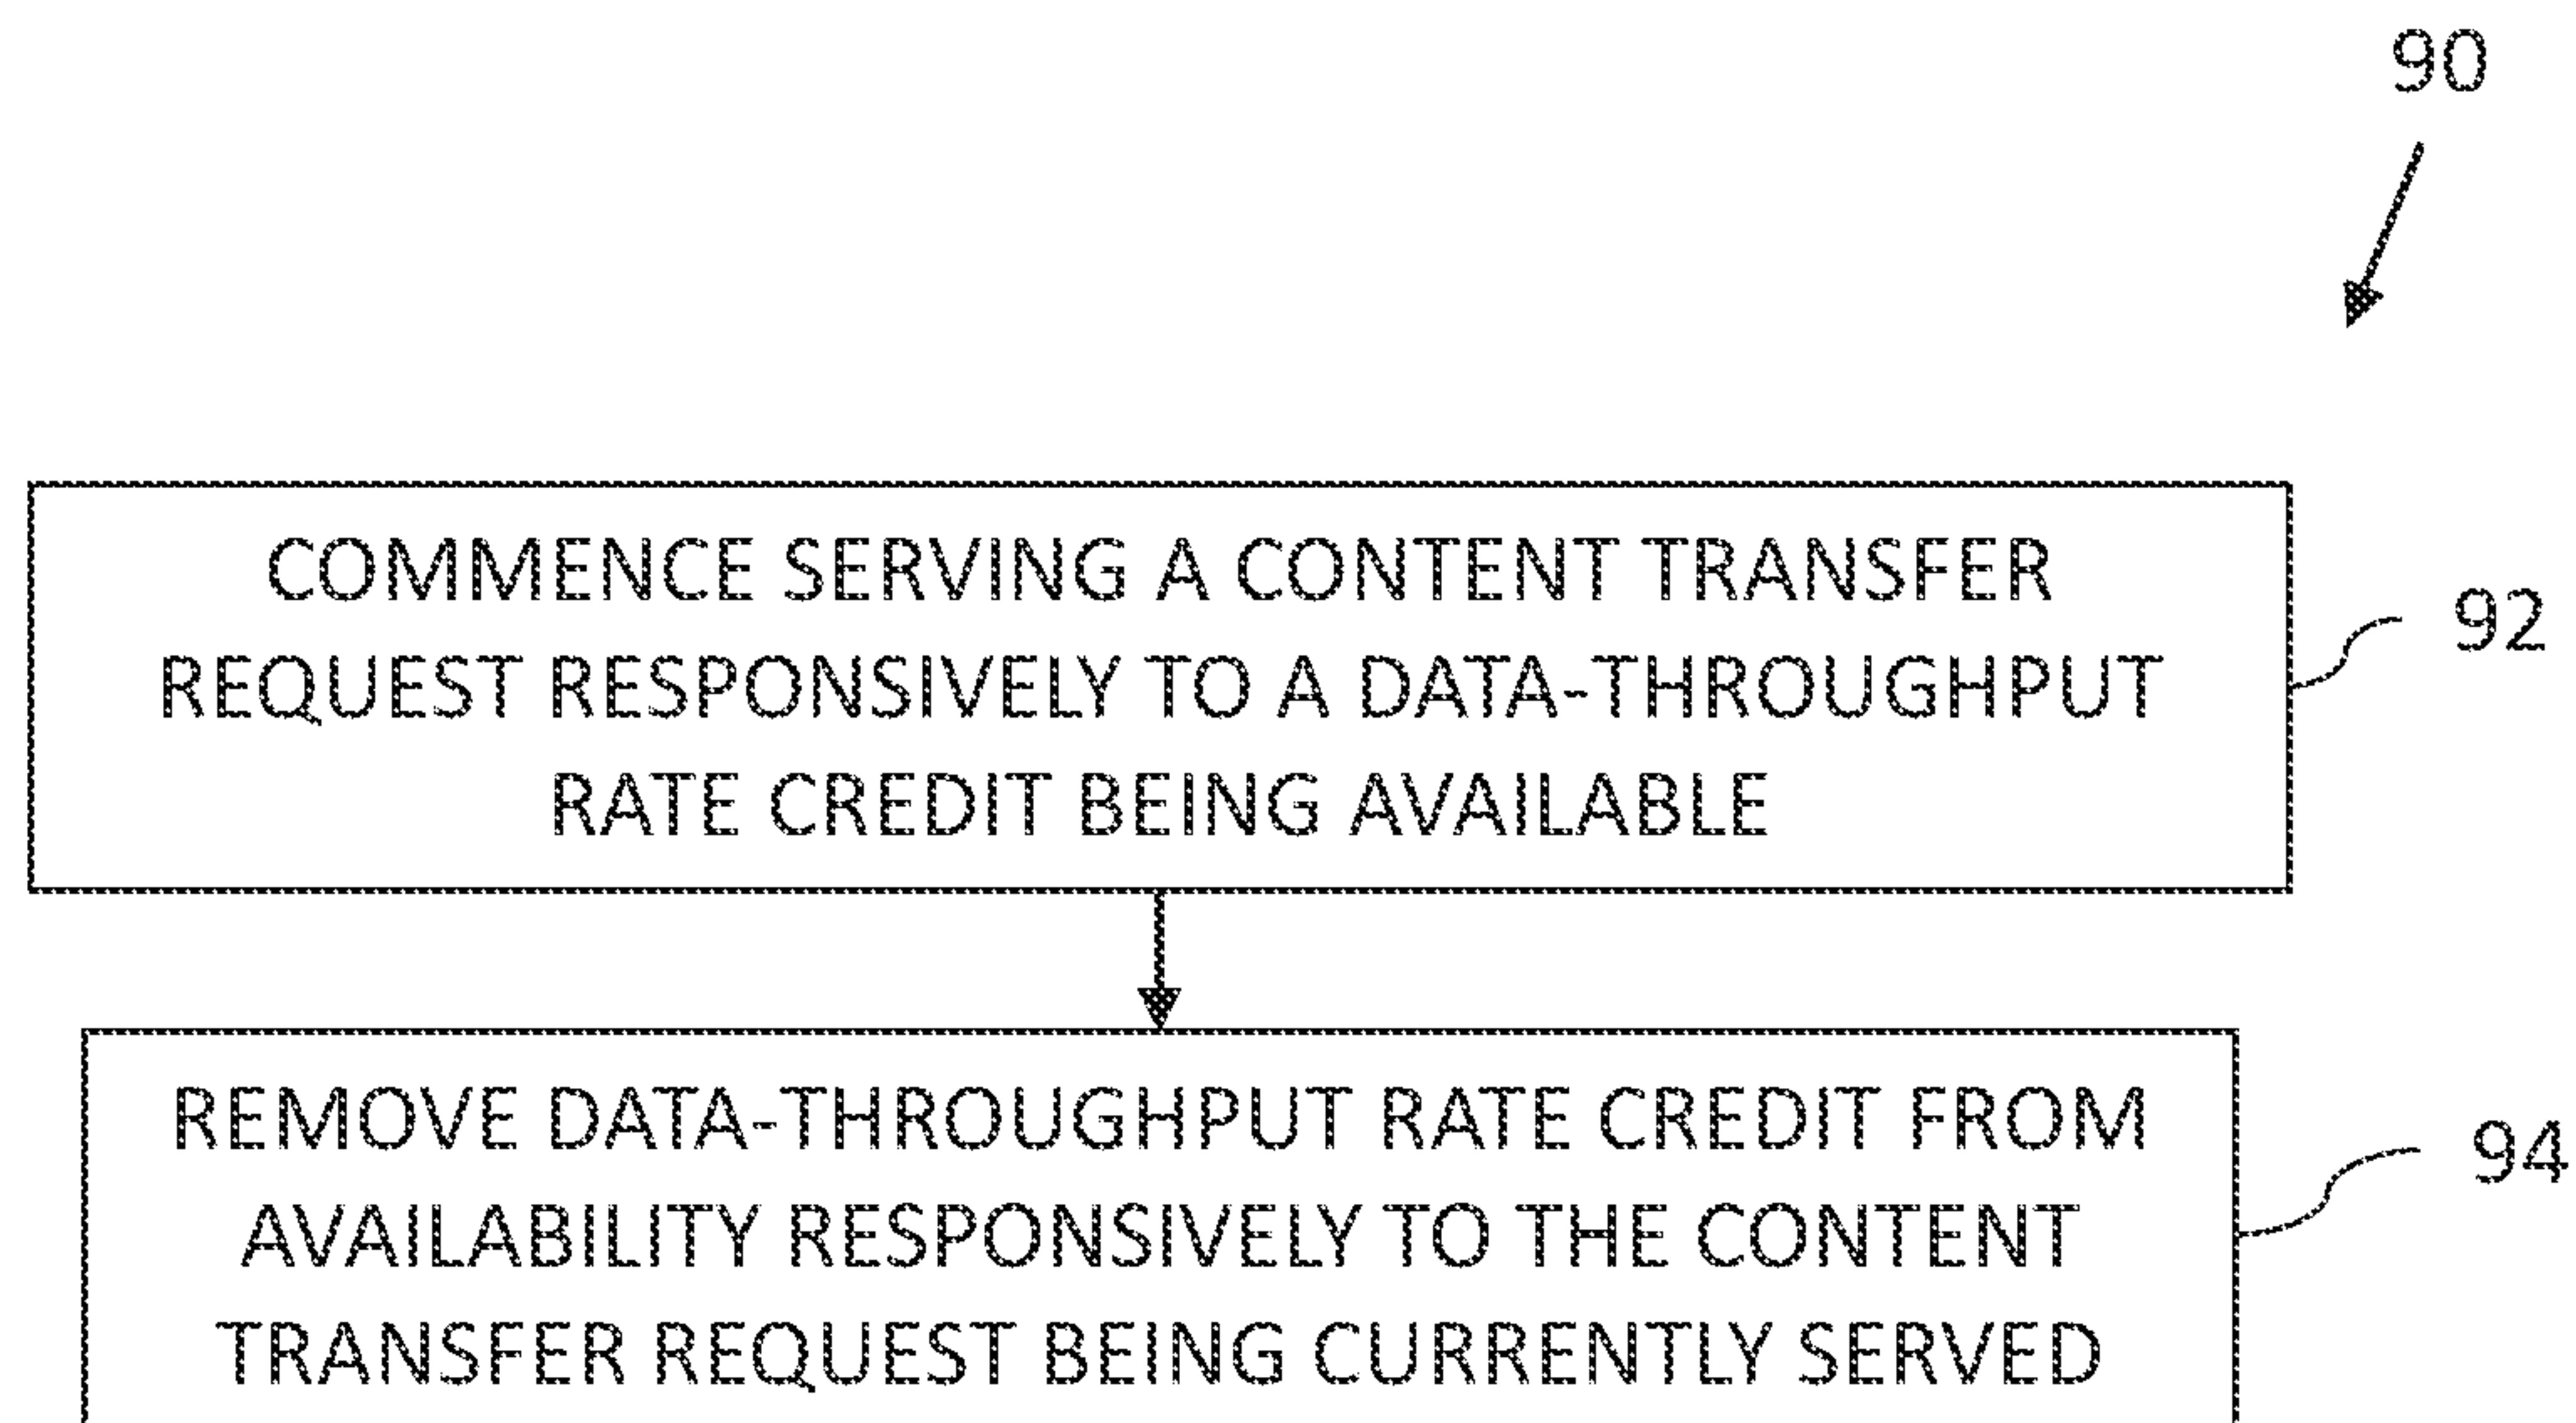 90
COMMENCE SERVING A CONTENT TRANSFER
REQUEST RESPONSIVELY TO A DATA-THROUGHPUT
RATE CREDIT BEING AVAILABLE
92
REMOVE DATA-THROUGHPUT RATE CREDIT FROM
AVAILABILITY RESPONSIVELY TO THE CONTENT
TRANSFER REQUEST BEING CURRENTLY SERVED
94